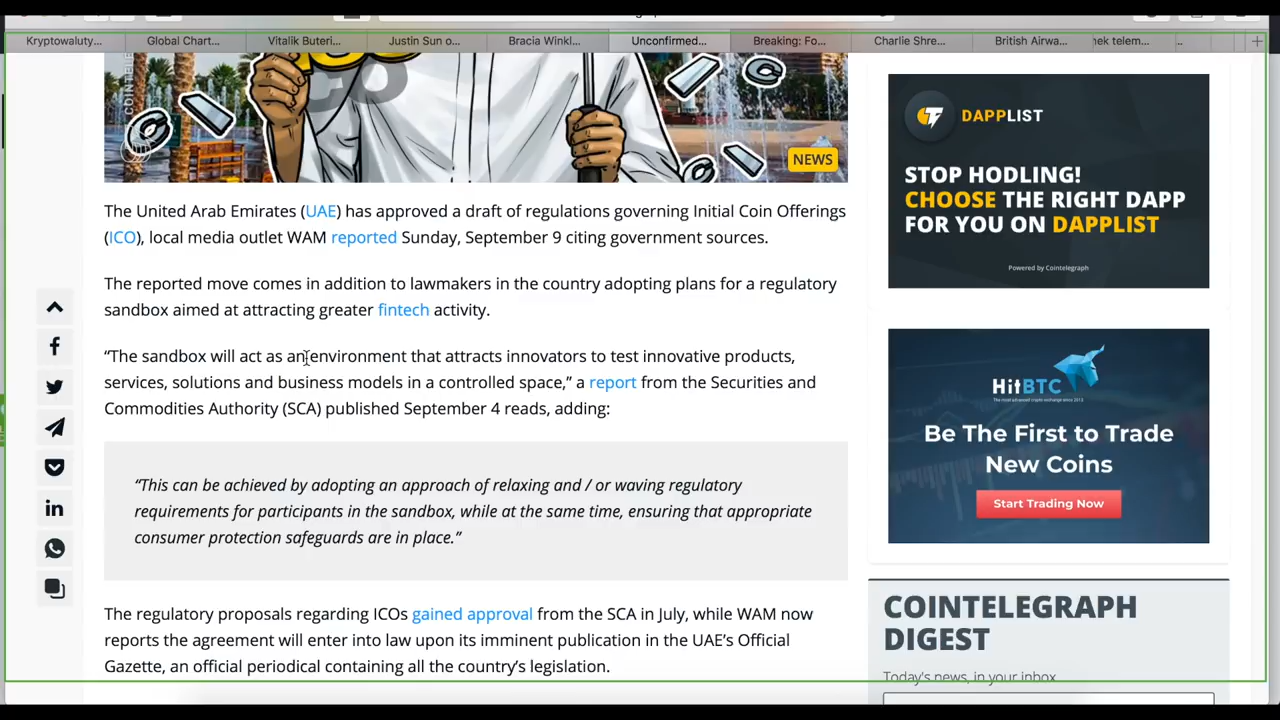 Kryptowaluty...
Global Chart...
Vitalik Buteri...
Justin Sun o...
Bracia Winkl...
Unconfirmed...
Breaking: Fo...
Charlie Shre...
British Airwa...
nek telem...
..
NEWS
The United Arab Emirates (UAE) has approved a draft of regulations governing Initial Coin Offerings
(ICO), local media outlet WAM reported Sunday, September 9 citing government sources.
The reported move comes in addition to lawmakers in the country adopting plans for a regulatory
sandbox aimed at attracting greater fintech activity.
“The sandbox will act as an environment that attracts innovators to test innovative products,
services, solutions and business models in a controlled space,” a report from the Securities and
Commodities Authority (SCA) published September 4 reads, adding:
“This can be achieved by adopting an approach of relaxing and / or waving regulatory
requirements for participants in the sandbox, while at the same time, ensuring that appropriate
consumer protection safeguards are in place.”
The regulatory proposals regarding ICOs gained approval from the SCA in July, while WAM now
reports the agreement will enter into law upon its imminent publication in the UAE’s Official
Gazette, an official periodical containing all the country’s legislation.
DAPPLIST
STOP HODLING!
CHOOSE THE RIGHT DAPP
FOR YOU ON DAPPLIST
Powered by Cointelegraph
HitBTC
The most advanced crypto exchange since 2013
Be The First to Trade
New Coins
Start Trading Now
COINTELEGRAPH
DIGEST
Today's news, in your inbox